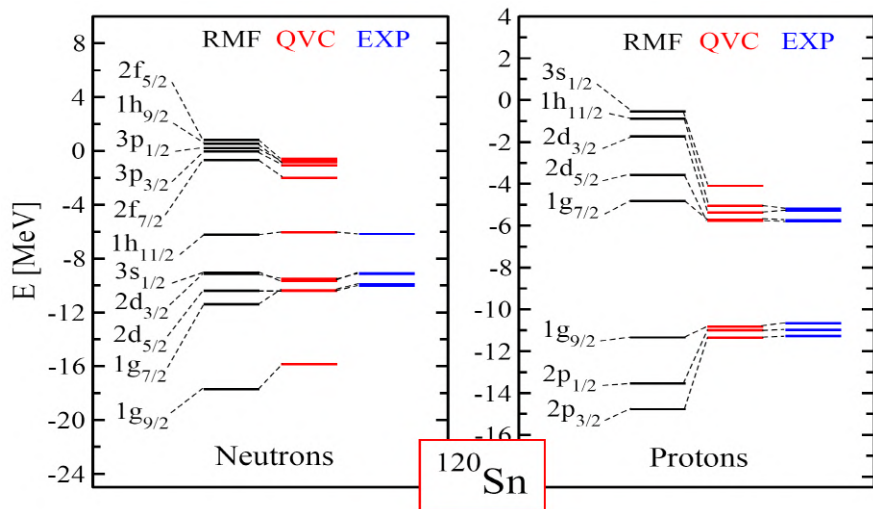 E [MeV]
8
4
0
-4
-8
-12
-16
-20
-24
RMF QVC EXP
2f5/2
1h9/2
3p1/2
3p3/2
2f7/2
1h11/2
3s1/2
2d3/2
2d5/2
1g7/2
1g9/2
Neutrons
4
2
0
-2
-4
-6
-8
-10
-12
-14
-16
RMF QVC EXP
3s1/2
1h11/2
2d3/2
2d5/2
1g7/2
1g9/2
2p1/2
2p3/2
Protons
120Sn